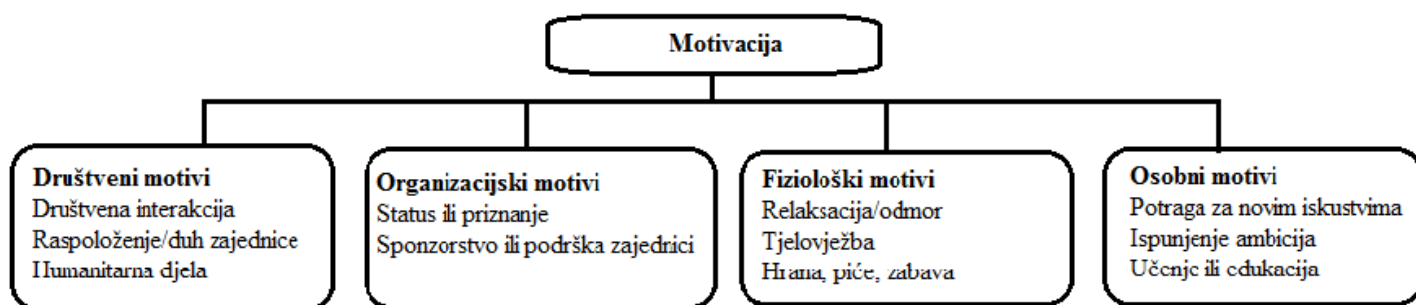 Motivacija
Društveni motivi
Društvena interakcija
Raspoloženje/duh zajednice
Humanitarna djela
Organizacijski motivi
Status ili priznanje
Sponzorstvo ili podrška zajednici
Fiziološki motivi
Relaksacija/odmor
Tjelovježba
Hrana, piće, zabava
Osobni motivi
Potraga za novim iskustvima
Ispunjenje ambicija
Učenje ili edukacija